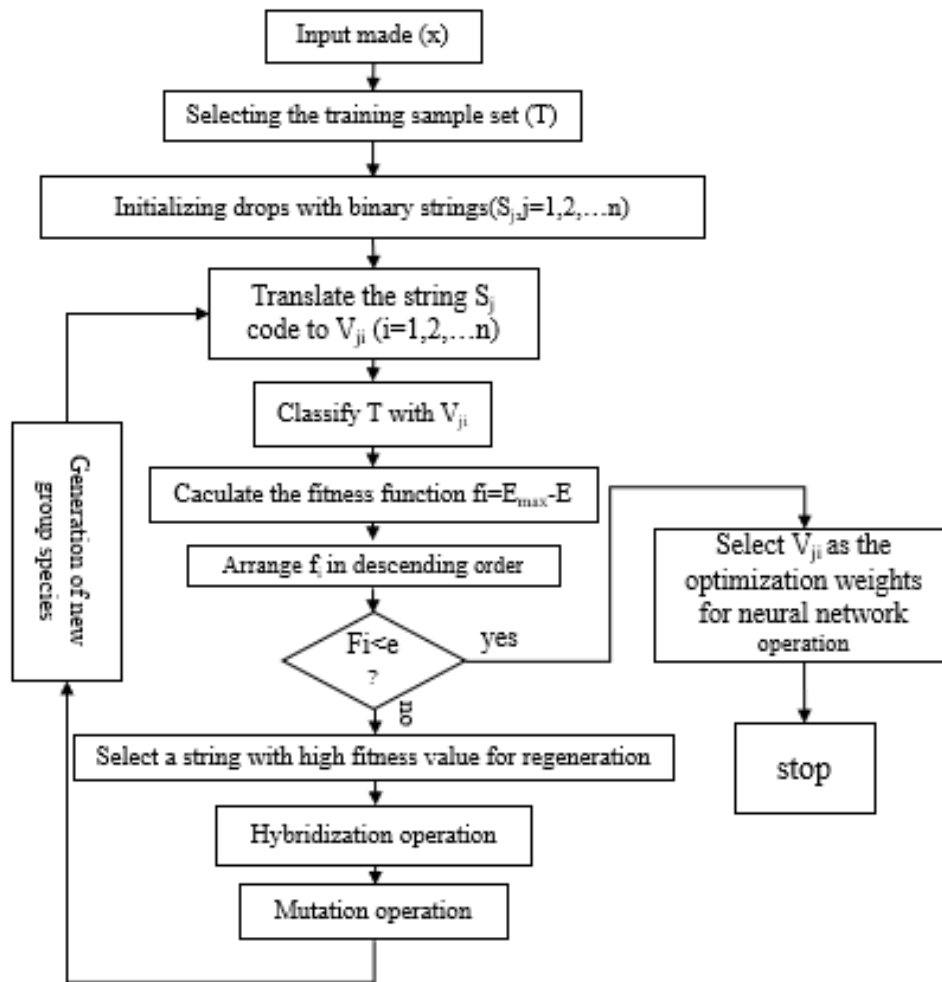 Input made (x)
Selecting the training sample set (T)
Initializing drops with binary strings(Sj,j=1,2,…n)
Translate the string Sj
code to Vji (i=1,2,…n)
Classify T with Vji
Caculate the fitness function fi=Emax-E
Arrange fi in descending order
Fi<e
?
yes
no
Select Vji as the
optimization weights
for neural network
operation
stop
Select a string with high fitness value for regeneration
Hybridization operation
Mutation operation
Generation of new
group species